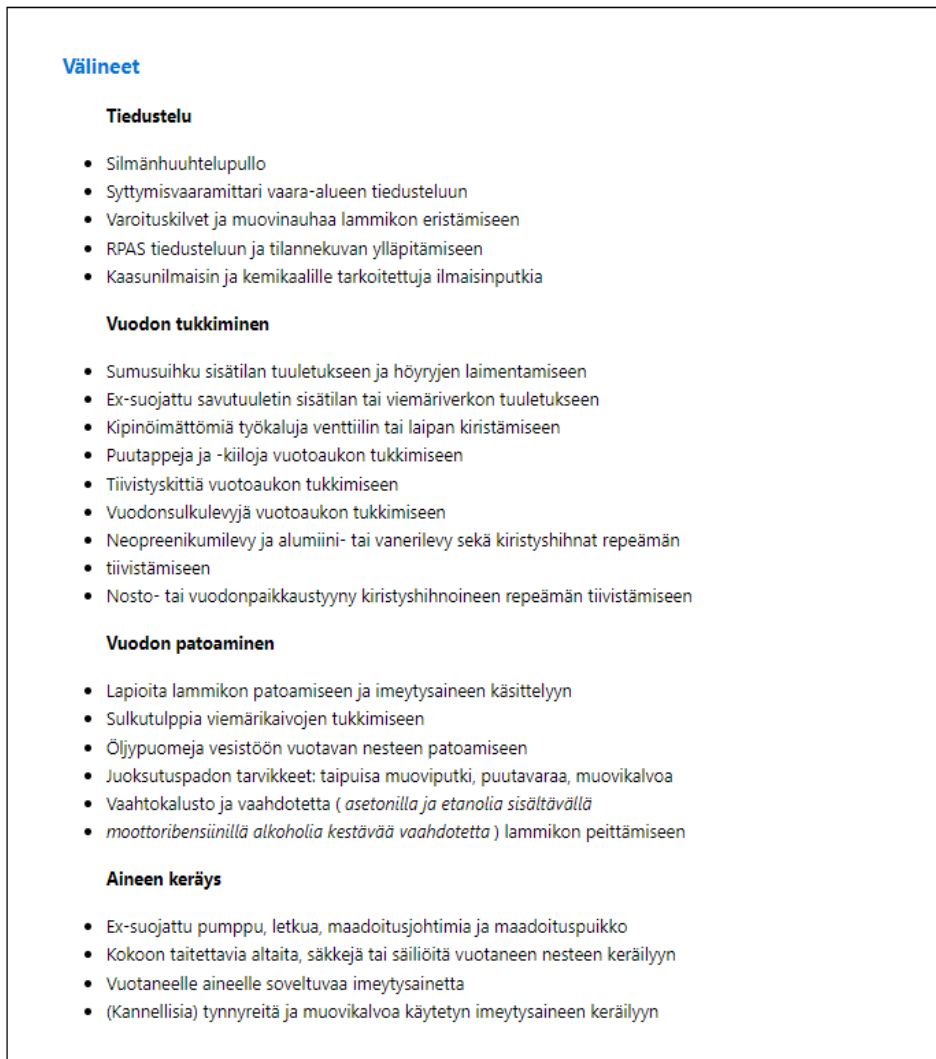 Välineet
Tiedustelu
• Silmänhuuhtelupullo
• Syttymisvaaramittari vaara-alueen tiedusteluun
• Varoituskilvet ja muovinauhaa lammikon eristämiseen
• RPAS tiedusteluun ja tilannekuvan ylläpitämiseen
• Kaasunilmaisin ja kemikaalille tarkoitettuja ilmaisinputkia
Vuodon tukkiminen
• Sumusuihku sisätilan tuuletukseen ja höyryjen laimentamiseen
• Ex-suojattu savutuuletin sisätilan tai viemäriverkon tuuletukseen
• Kipinöimättömiä työkaluja venttiilin tai laipan kiristämiseen
• Puutappeja ja -kiiloja vuotoaukon tukkimiseen
• Tiivistyskittiä vuotoaukon tukkimiseen
• Vuodonsulkulevyjä vuotoaukon tukkimiseen
• Neopreenikumilevy ja alumiini- tai vanerilevy sekä kiristyshihnat repeämän
• tiivistämiseen
• Nosto- tai vuodonpaikkaustyyny kiristyshihnoineen repeämän tiivistämiseen
Vuodon patoaminen
• Lapioita lammikon patoamiseen ja imeytysaineen käsittelyyn
• Sulkutulppia viemärikaivojen tukkimiseen
• Öljypuomeja vesistöön vuotavan nesteen patoamiseen
• Juoksutuspadon tarvikkeet: taipuisa muoviputki, puutavaraa, muovikalvoa
• Vaahtokalusto ja vaahdotetta ( asetonilla ja etanolia sisältävällä
• moottoribensiinillä alkoholia kestävää vaahdotetta ) lammikon peittämiseen
Aineen keräys
• Ex-suojattu pumppu, letkua, maadoitusjohtimia ja maadoituspuikko
• Kokoon taitettavia altaita, säkkejä tai säiliöitä vuotaneen nesteen keräilyyn
• Vuotaneelle aineelle soveltuvaa imeytysainetta
• (Kannellisia) tynnyreitä ja muovikalvoa käytetyn imeytysaineen keräilyyn